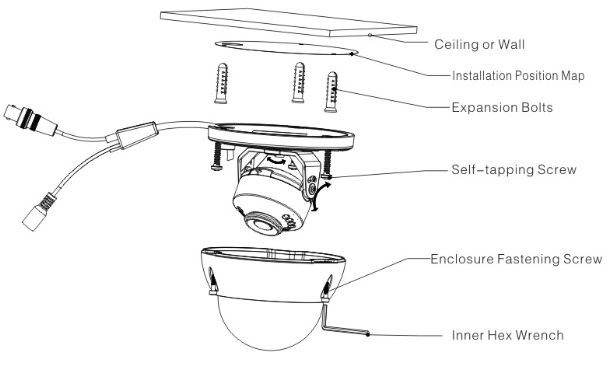 Ceiling or Wall
Installation Position Map
Expansion Bolts
Self-tapping Screw
Enclosure Fastening Screw
Inner Hex Wrench